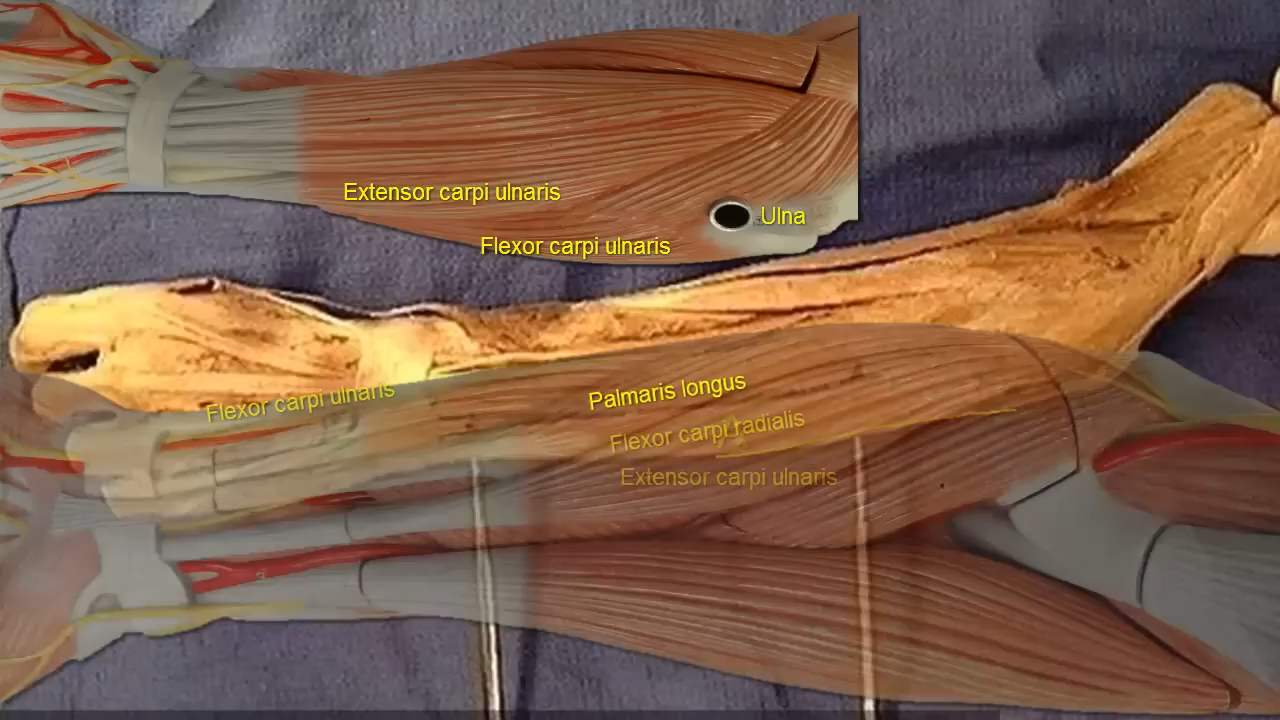 Extensor carpi ulnaris
Ulna
Flexor carpi ulnaris
Flexor carpi ulnaris
Palmaris longus
Flexor carpi radialis
Extensor carpi ulnaris